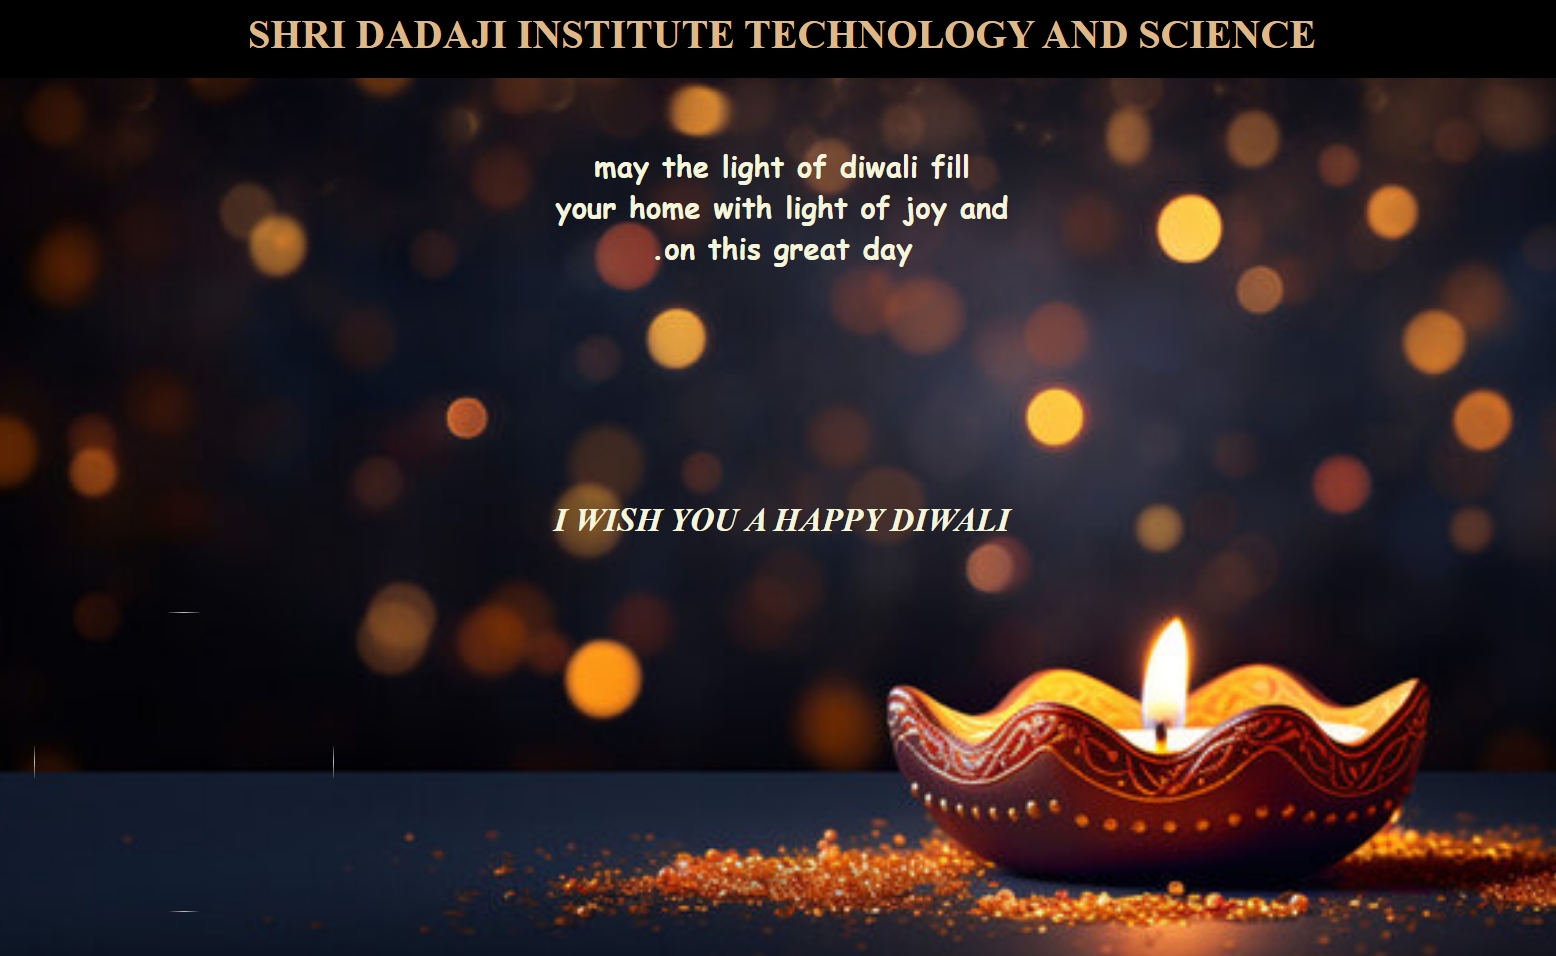 SHRI DADAJI INSTITUTE TECHNOLOGY AND SCIENCE
may the light of diwali fill
your home with light of joy and
.on this great day
I WISH YOU A HAPPY DIWALI